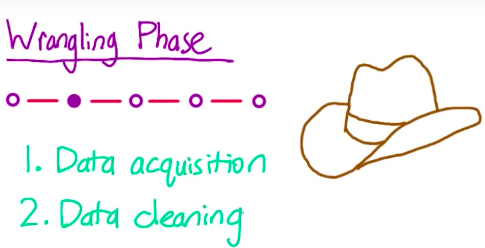 Wrangling Phase
1. Data acquisition
2. Data cleaning